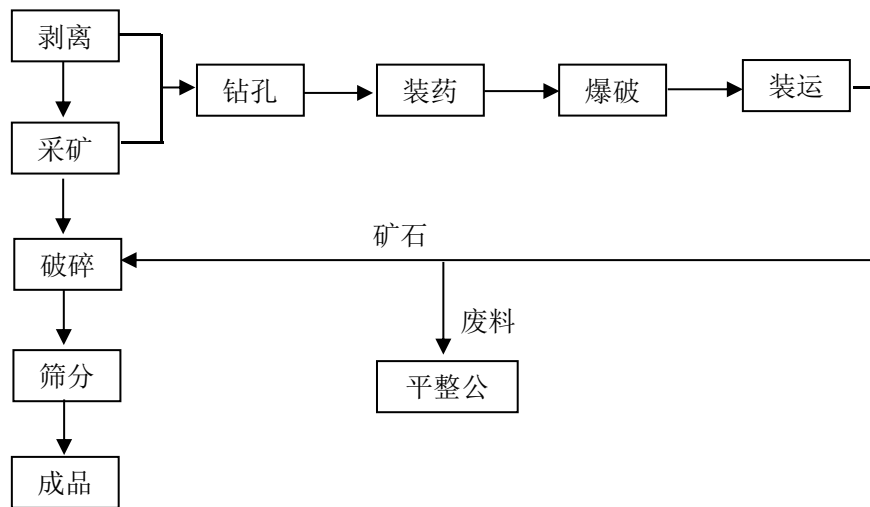 剥离
钻孔
装药
爆破
装运
采矿
矿石
破碎
废料
筛分
平整公
成品